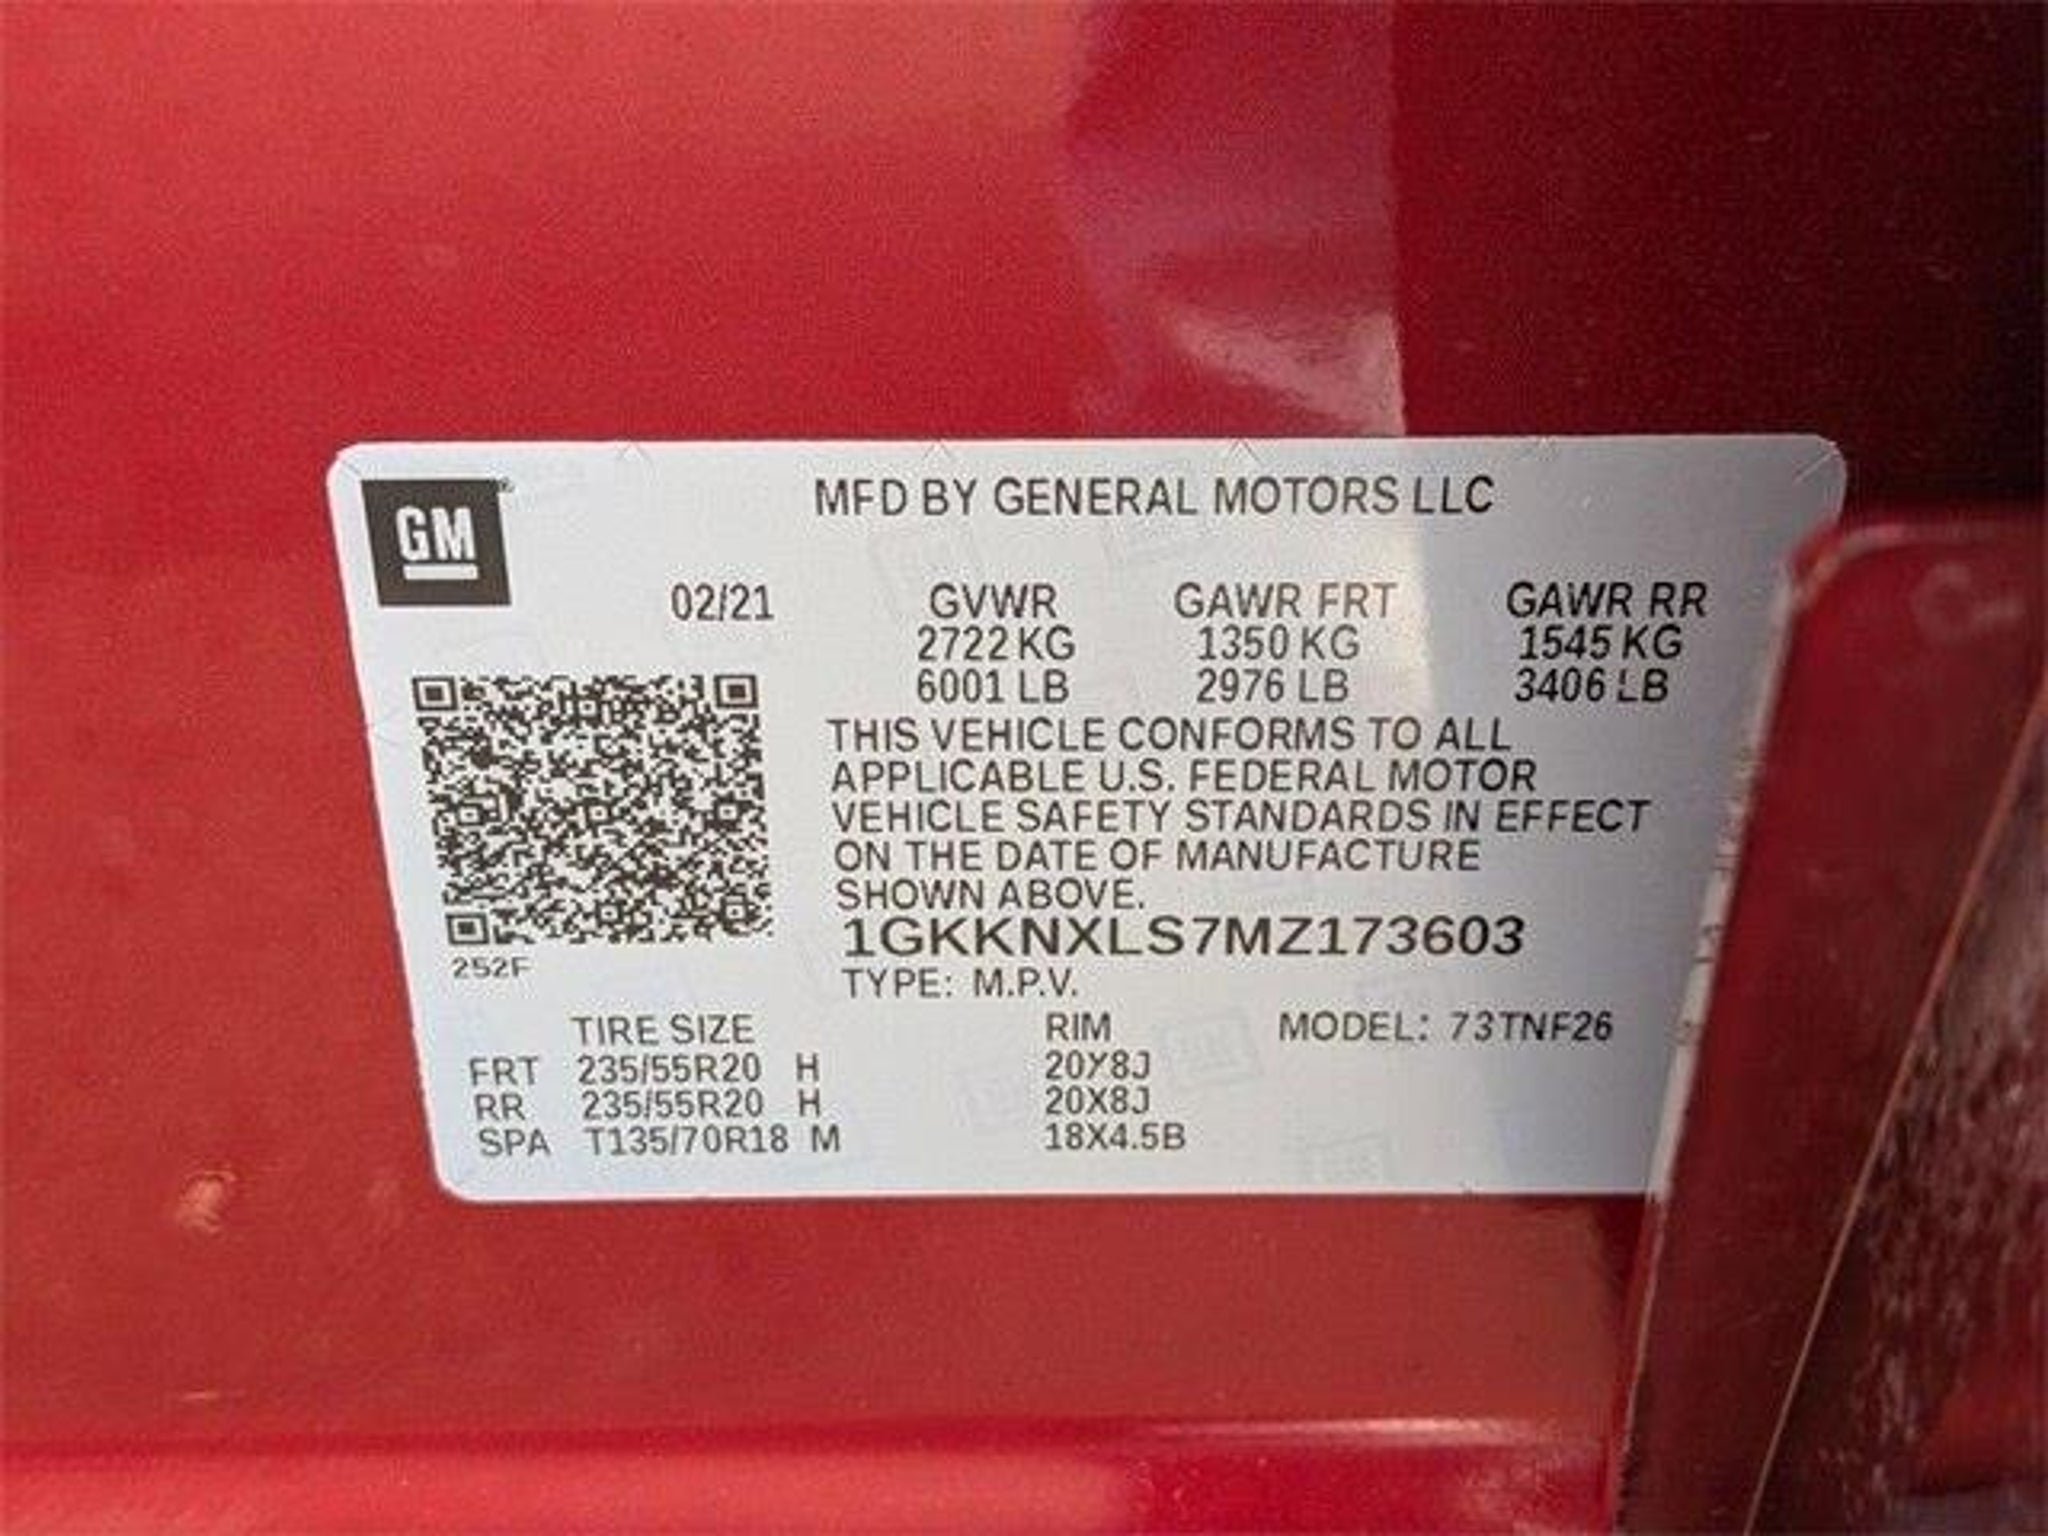 GM
MFD BY GENERAL MOTORS LLC
02/21 GVWR GAWR FRT GAWR RR
2722 KG 1350 KG 1545 KG
6001 LB 2976 LB 3406 LB
THIS VEHICLE CONFORMS TO ALL
APPLICABLE U.S. FEDERAL MOTOR
VEHICLE SAFETY STANDARDS IN EFFECT
ON THE DATE OF MANUFACTURE
SHOWN ABOVE.
1GKKNXLS7MZ173603
252F
TYPE: M.P.V.
TIRE SIZE RIM MODEL: 73TNF26
FRT 235/55R20 H 20Y8J
RR 235/55R20 H 20X8J
SPA T135/70R18 M 18X4.5B